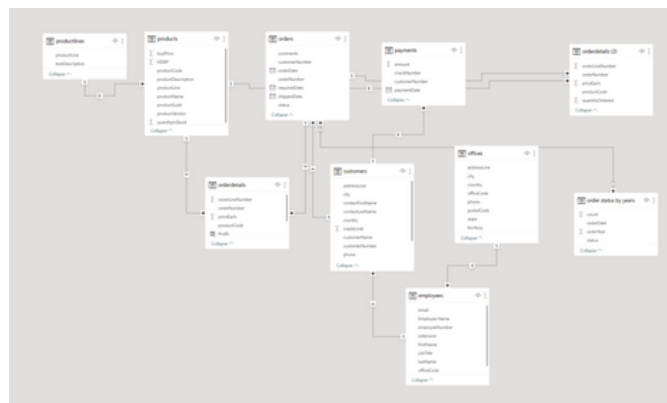 productlines
productLine
textDescription
Collapse
products
buyPrice
MSRP
productCode
productDescription
productLine
productName
productScale
productVendor
quantityInStock
Collapse
orders
comments
customerNumber
orderDate
orderNumber
requiredDate
shippedDate
status
Collapse
payments
amount
checkNumber
customerNumber
paymentDate
Collapse
orderdetails (2)
orderLineNumber
orderNumber
priceEach
productCode
quantityOrdered
Collapse
orderdetails
orderLineNumber
orderNumber
priceEach
productCode
Profit
Collapse
customers
addressLine
city
contactFirstName
contactLastName
country
creditLimit
customerName
customerNumber
phone
Collapse
offices
addressLine
city
country
officeCode
phone
postalCode
state
territory
Collapse
order status by years
count
orderDate
orderYear
status
Collapse
employees
email
Employee Name
employeeNumber
extension
firstName
jobTitle
lastName
officeCode
Collapse